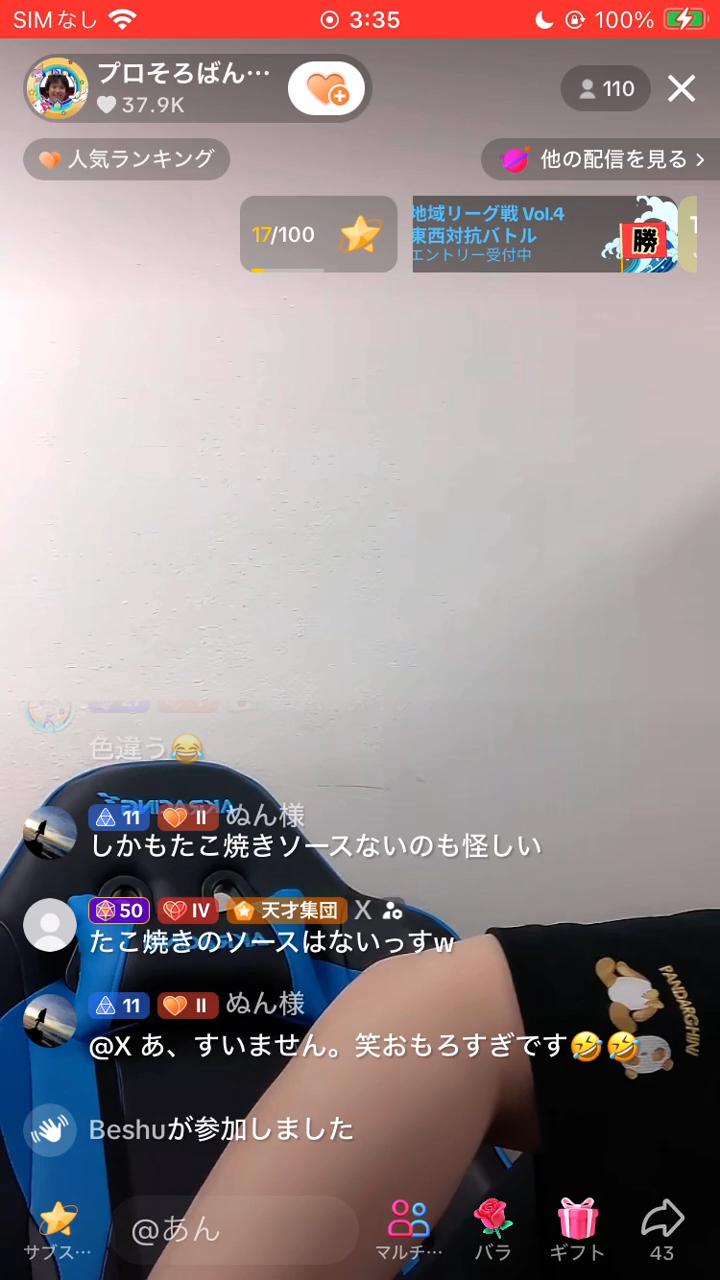 SIMなし
3:35
100%
プロそろばん…
37.9K
110
人気ランキング
他の配信を見る
17/100
地域リーグ戦 Vol.4
東西対抗バトル
エントリー受付中
勝
色違う😂
11 II ぬん様
しかもたこ焼きソースないのも怪しい
50 IV 天才集団 X
たこ焼きのソースはないっすw
11 II ぬん様
@X あ、すいません。笑おもろすぎです🤣🤣
PANDARGHINI
Beshuが参加しました
@あん
サブス…
マルチ…
バラ
ギフト
43